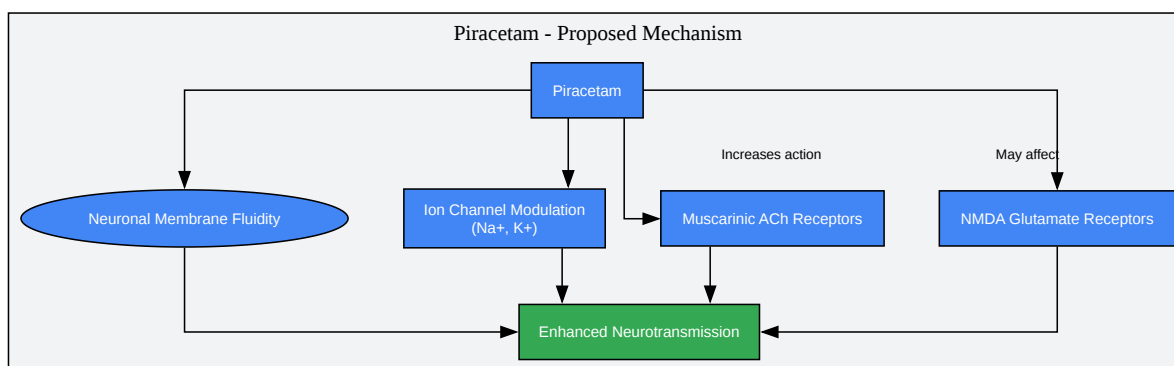 Piracetam - Proposed Mechanism
Piracetam
Increases action
May affect
Neuronal Membrane Fluidity
Ion Channel Modulation
(Na+, K+)
Muscarinic ACh Receptors
NMDA Glutamate Receptors
Enhanced Neurotransmission